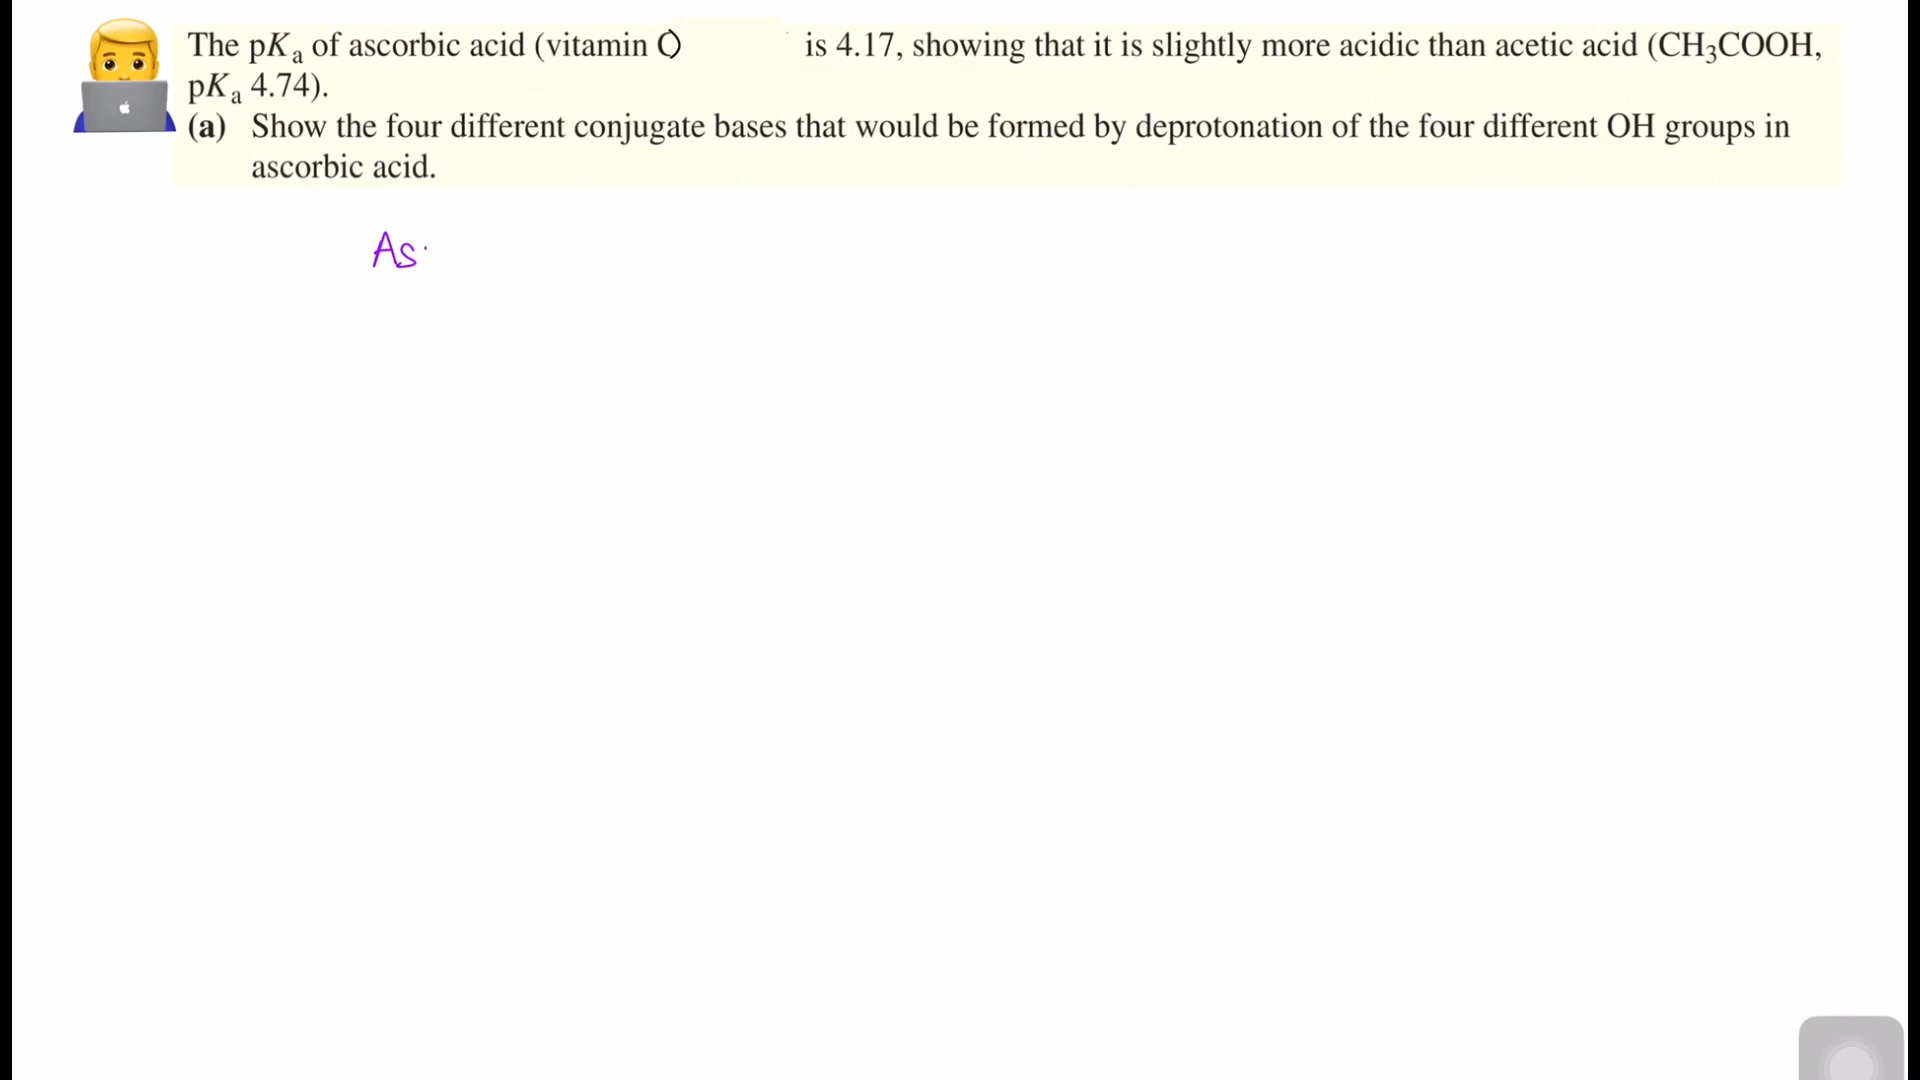 The pKa of ascorbic acid (vitamin C) is 4.17, showing that it is slightly more acidic than acetic acid (CH₃COOH,
pKa 4.74).
(a) Show the four different conjugate bases that would be formed by deprotonation of the four different OH groups in
ascorbic acid.
As